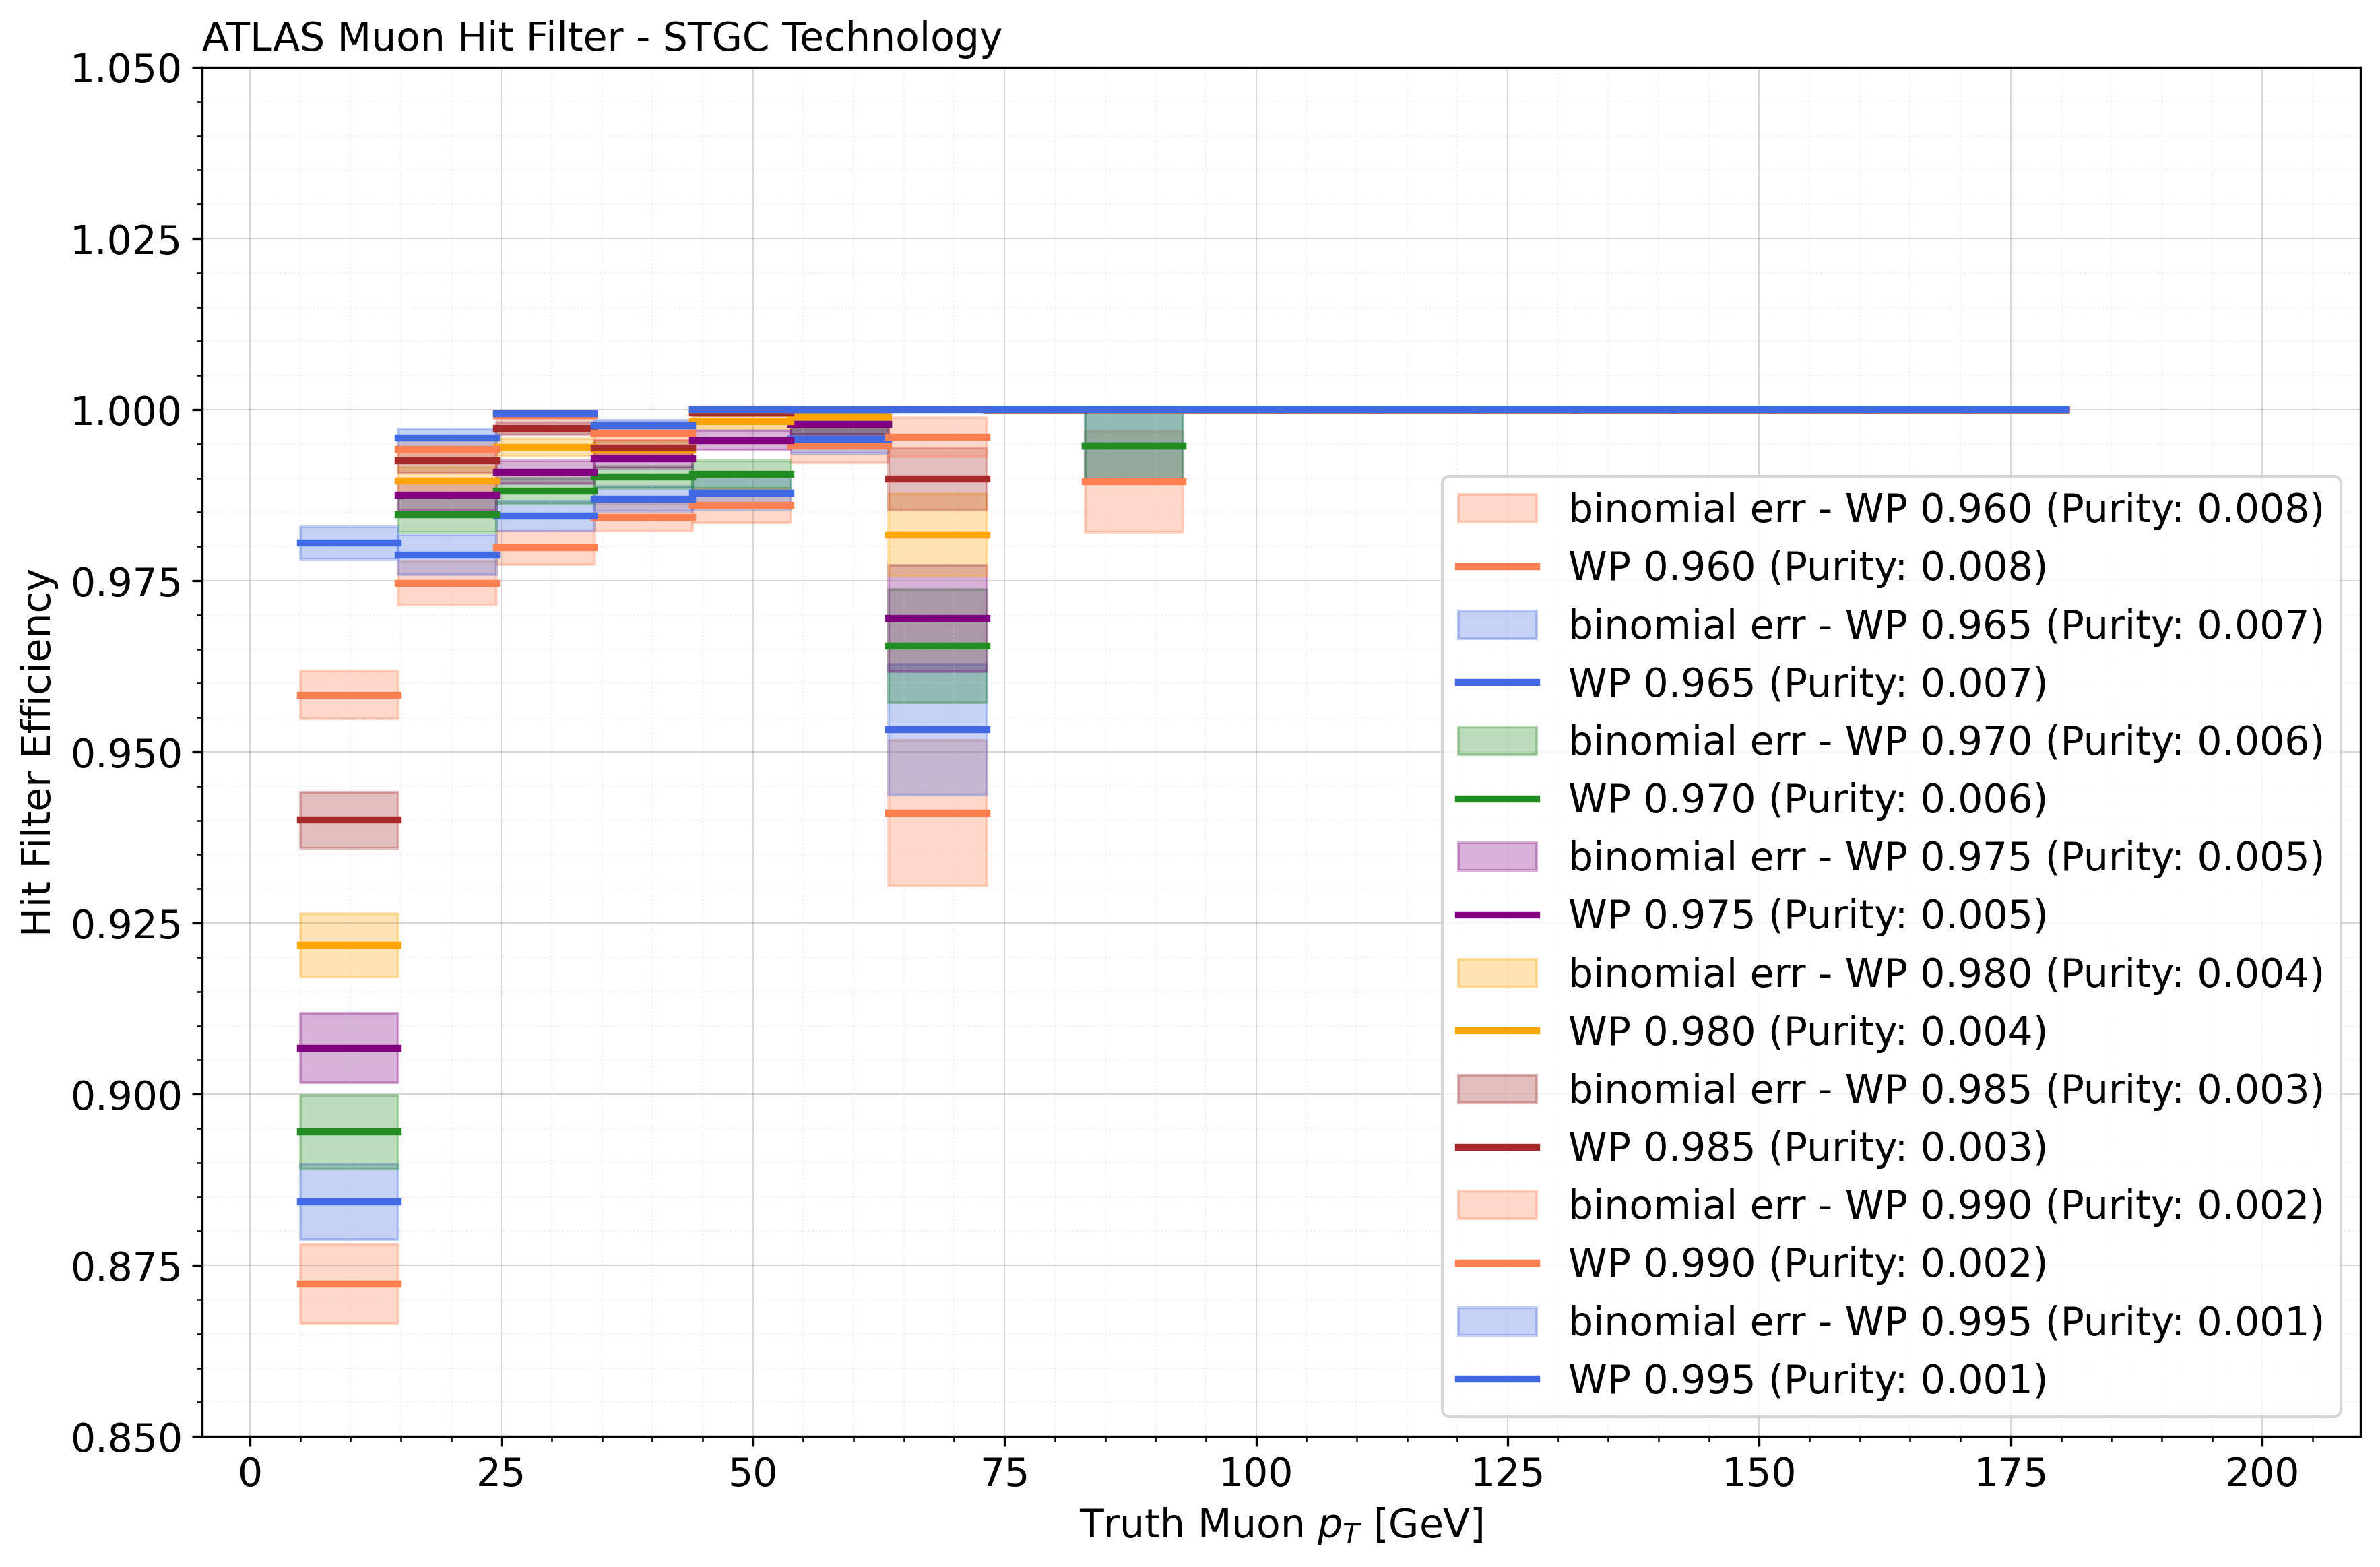 ATLAS Muon Hit Filter - STGC Technology
1.050
1.025
1.000
0.975
0.950
0.925
0.900
0.875
0.850
Hit Filter Efficiency
0 25 50 75 100 125 150 175 200
Truth Muon p_T [GeV]
binomial err - WP 0.960 (Purity: 0.008)
WP 0.960 (Purity: 0.008)
binomial err - WP 0.965 (Purity: 0.007)
WP 0.965 (Purity: 0.007)
binomial err - WP 0.970 (Purity: 0.006)
WP 0.970 (Purity: 0.006)
binomial err - WP 0.975 (Purity: 0.005)
WP 0.975 (Purity: 0.005)
binomial err - WP 0.980 (Purity: 0.004)
WP 0.980 (Purity: 0.004)
binomial err - WP 0.985 (Purity: 0.003)
WP 0.985 (Purity: 0.003)
binomial err - WP 0.990 (Purity: 0.002)
WP 0.990 (Purity: 0.002)
binomial err - WP 0.995 (Purity: 0.001)
WP 0.995 (Purity: 0.001)